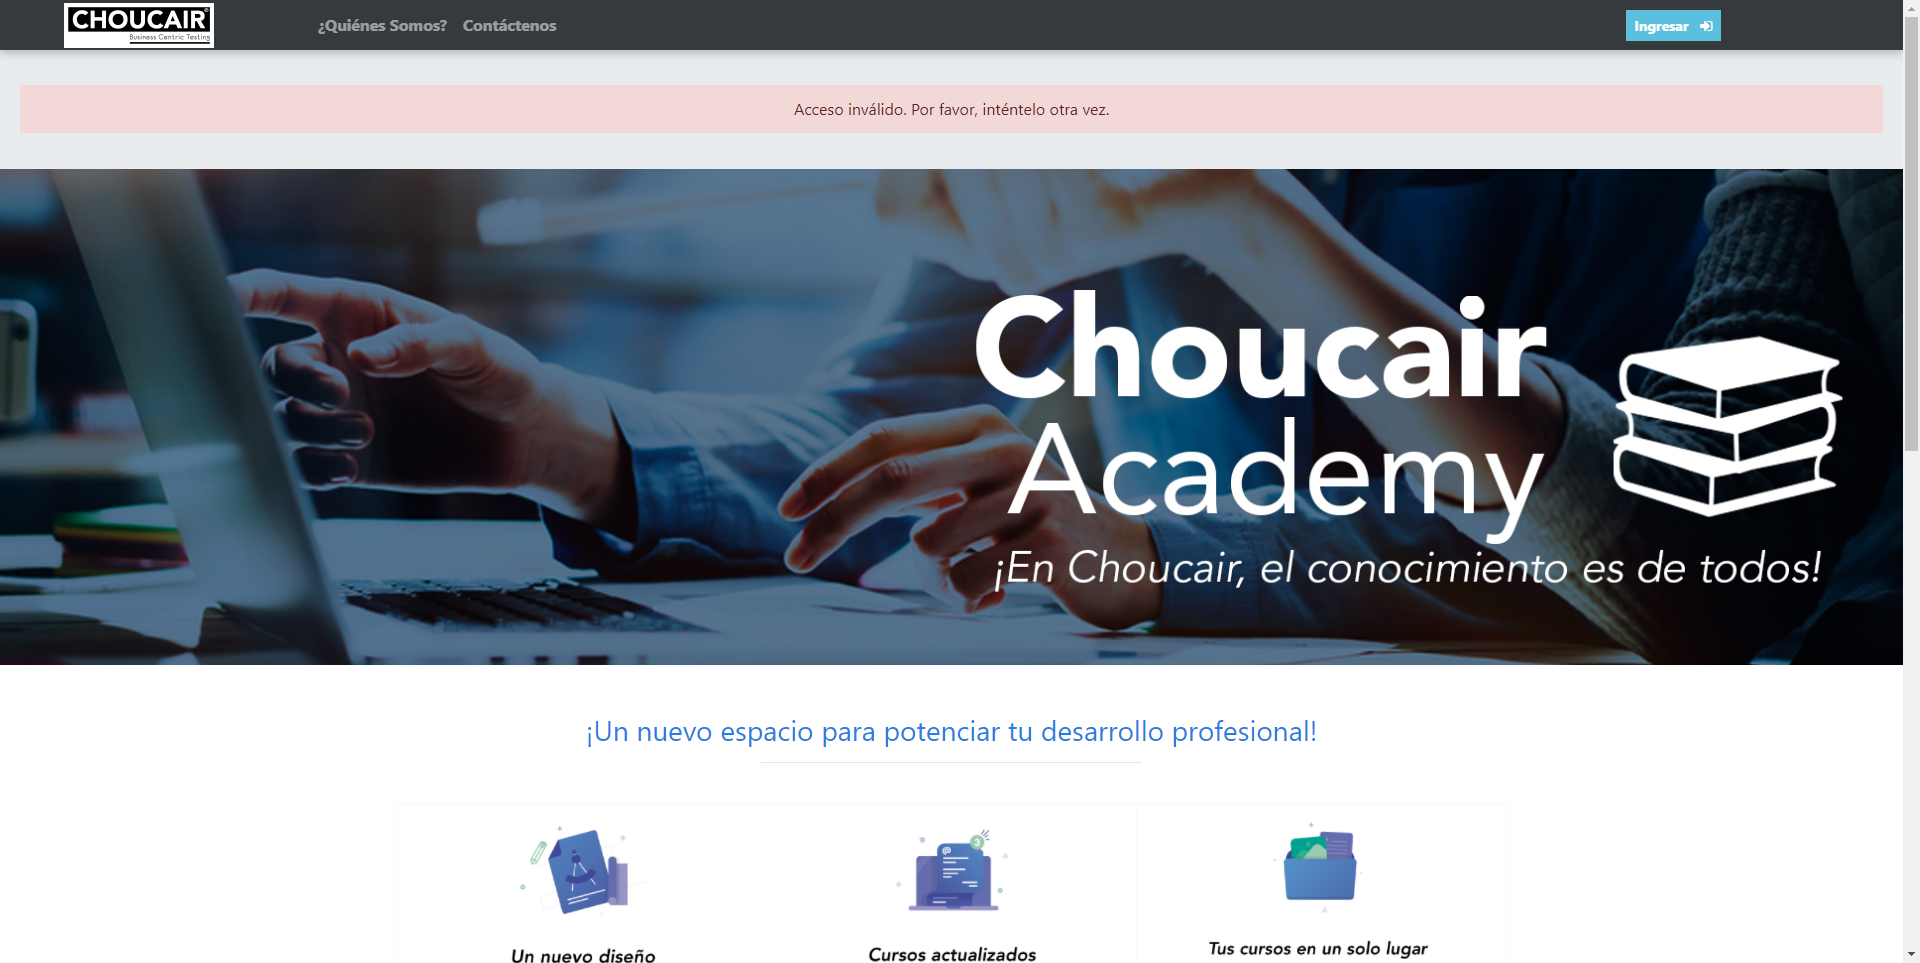 CHOUCAIR®
Business Centric Testing
¿Quiénes Somos?
Contáctenos
Ingresar
Acceso inválido. Por favor, inténtelo otra vez.
Choucair
Academy
¡En Choucair, el conocimiento es de todos!
¡Un nuevo espacio para potenciar tu desarrollo profesional!
@
3
Un nuevo diseño
Cursos actualizados
Tus cursos en un solo lugar